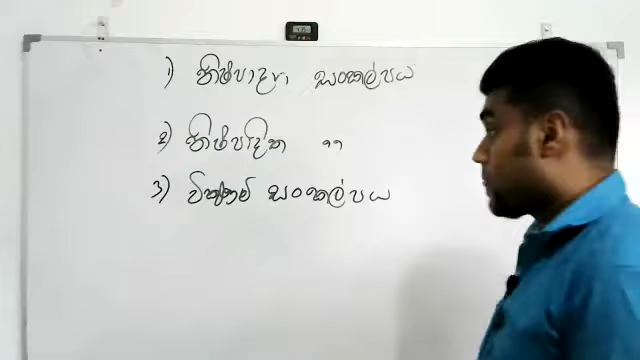 1) නිෂ්පාදන සංකල්පය
2) නිෂ්පාදිත " "
3) වික්‍නුම් සංකල්පය